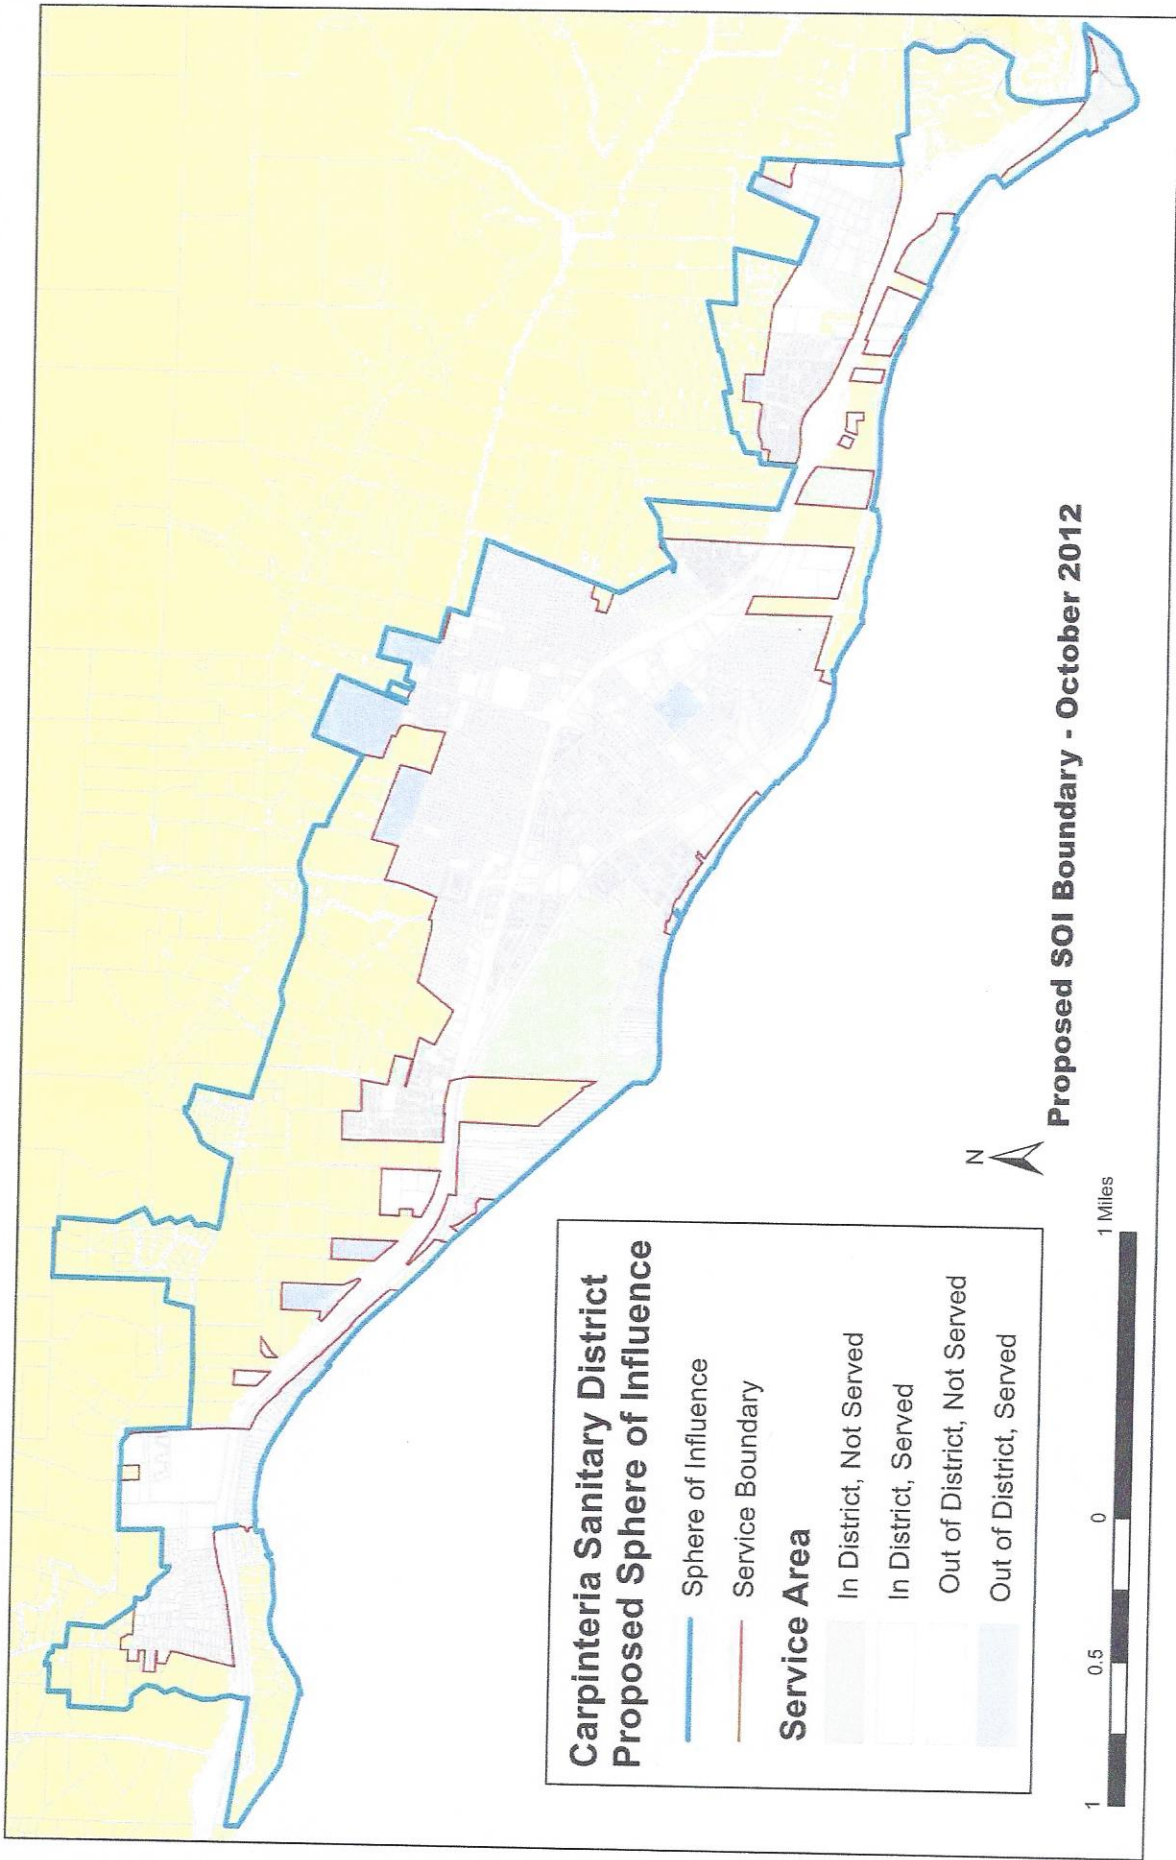 Carpinteria Sanitary District
Proposed Sphere of Influence
Sphere of Influence
Service Boundary
Service Area
In District, Not Served
In District, Served
Out of District, Not Served
Out of District, Served
N
1 0.5 0 1 Miles
Proposed SOI Boundary - October 2012